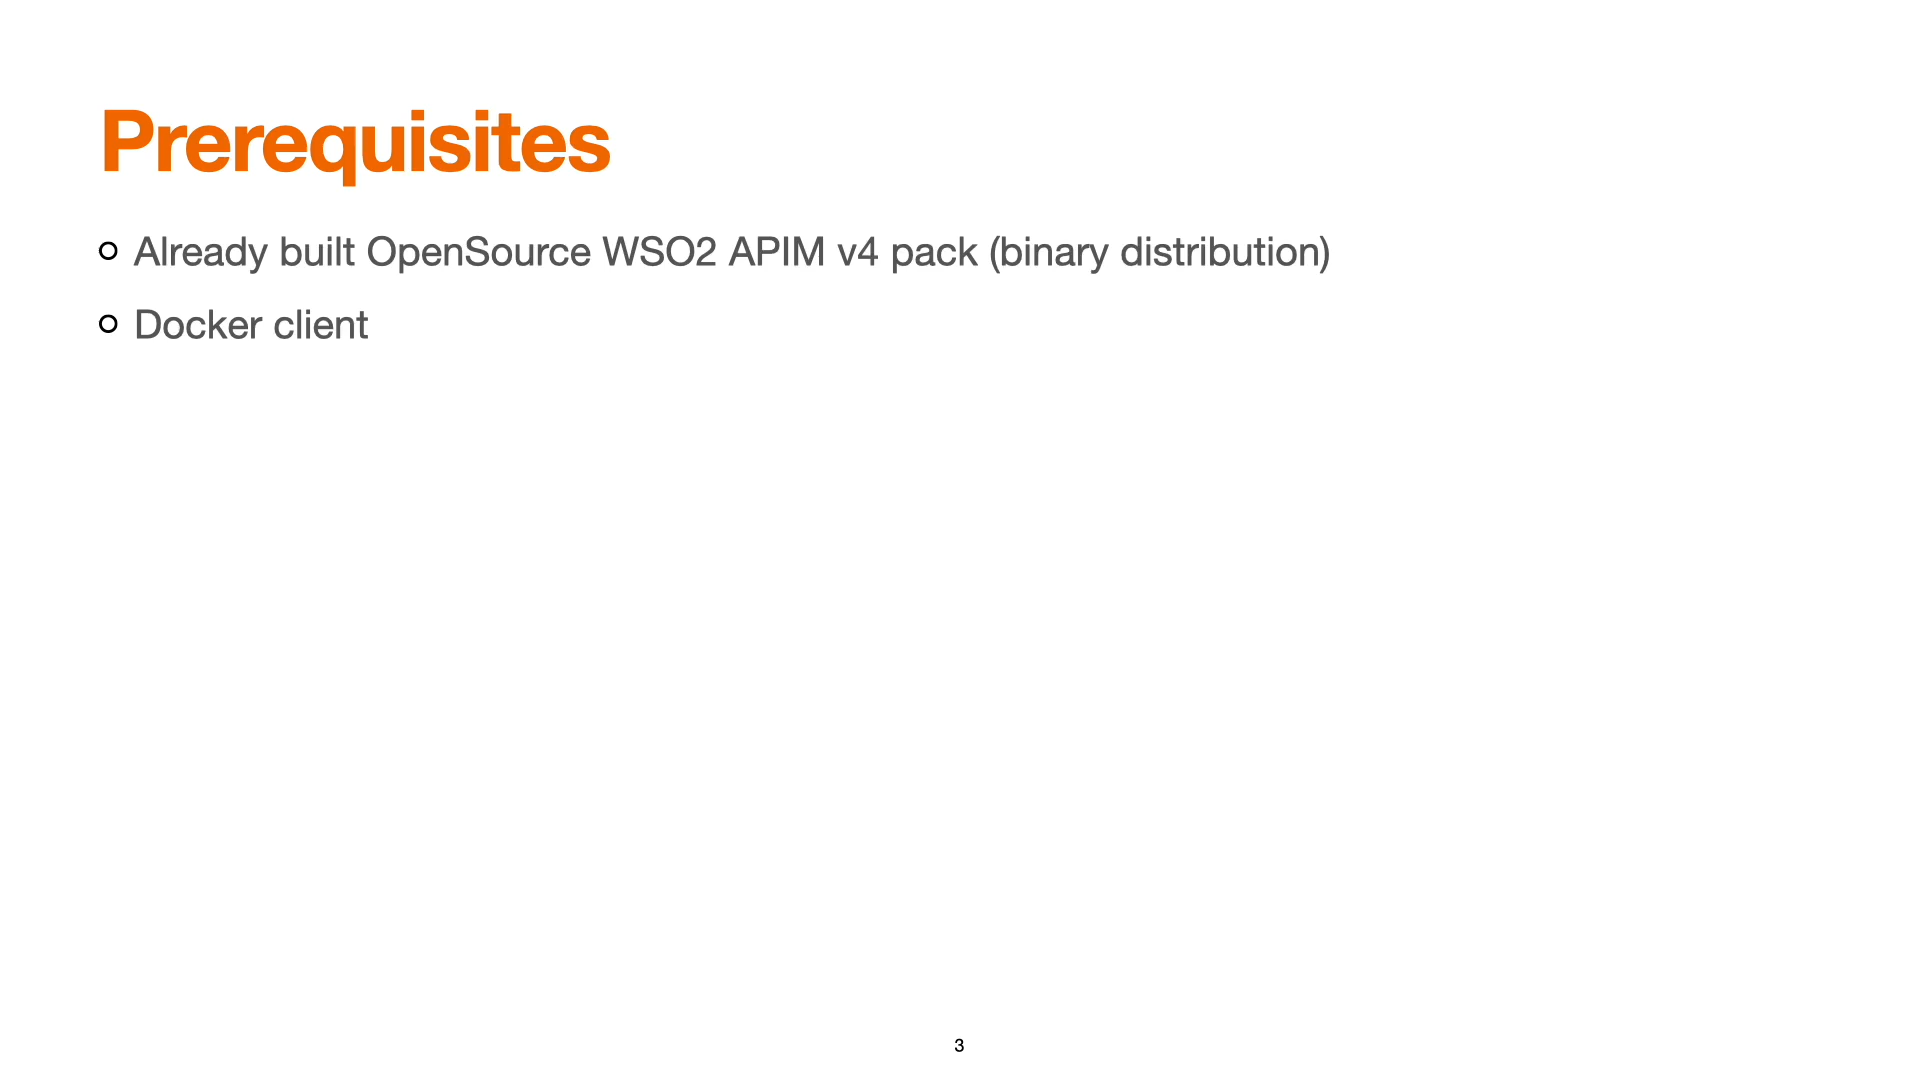 Prerequisites
Already built OpenSource WSO2 APIM v4 pack (binary distribution)
Docker client
3